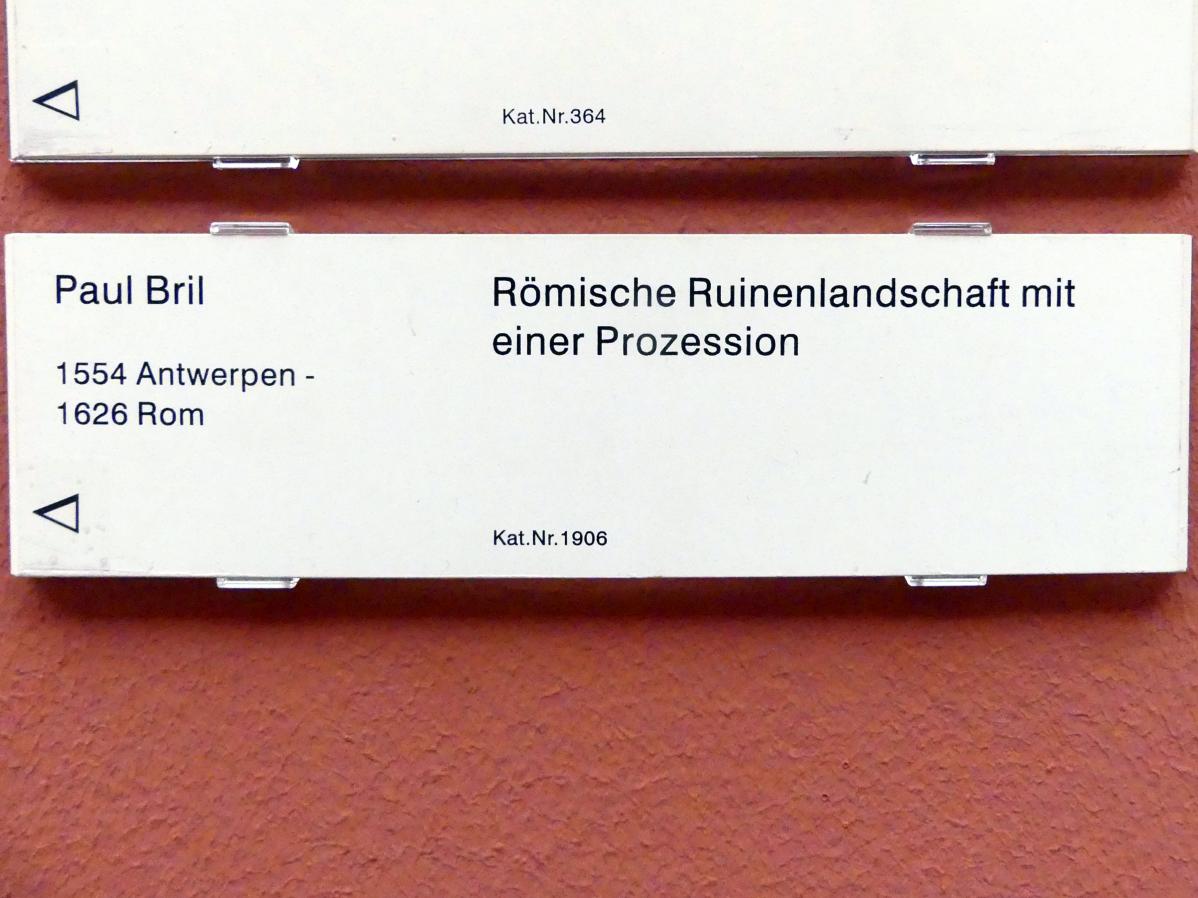 Kat.Nr.364
Paul Bril
1554 Antwerpen -
1626 Rom
Römische Ruinenlandschaft mit
einer Prozession
Kat.Nr.1906